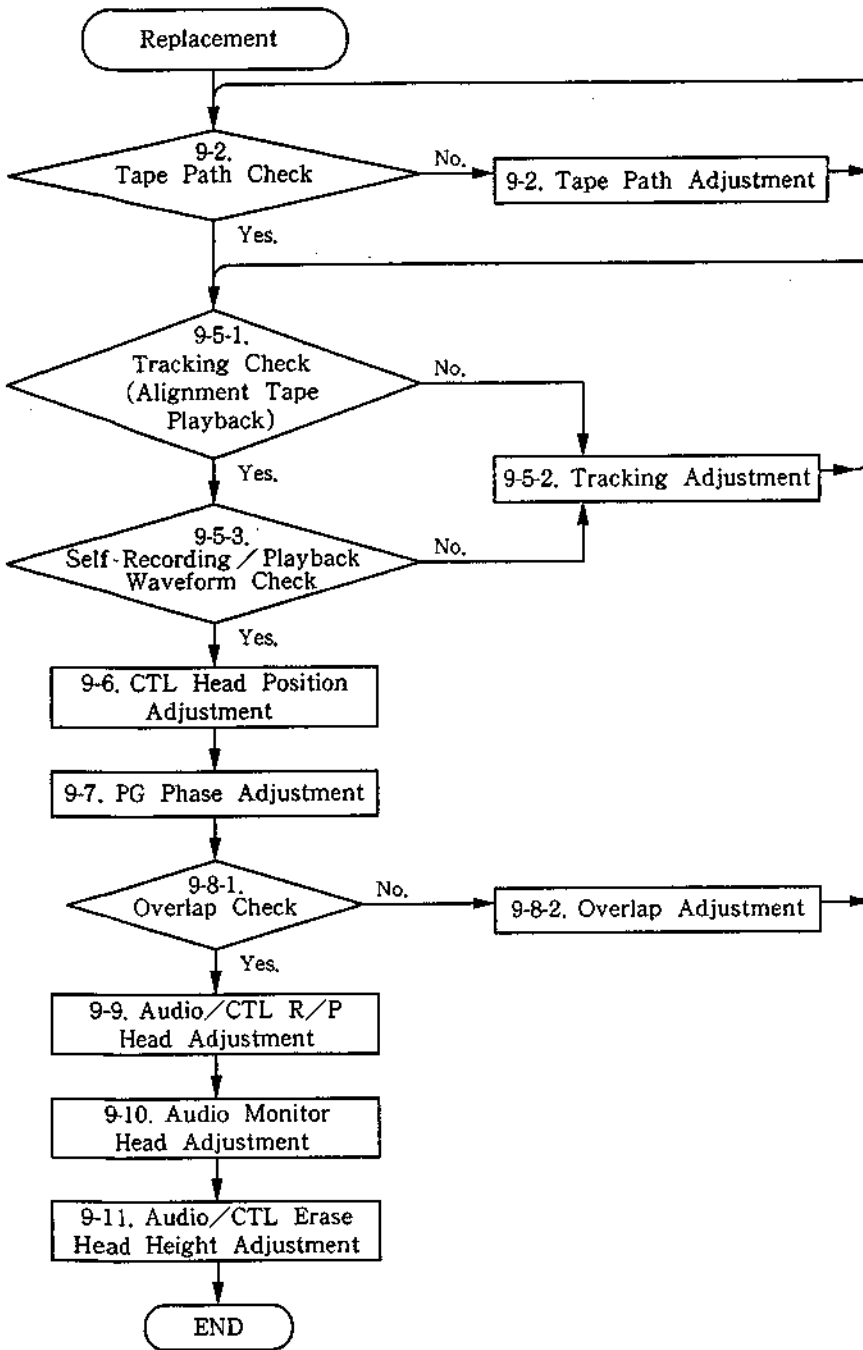 Replacement
9-2.
Tape Path Check
No.
9-2. Tape Path Adjustment
Yes.
9-5-1.
Tracking Check
(Alignment Tape
Playback)
No.
Yes.
9-5-2. Tracking Adjustment
9-5-3.
Self-Recording/Playback
Waveform Check
No.
Yes.
9-6. CTL Head Position
Adjustment
9-7. PG Phase Adjustment
9-8-1.
Overlap Check
No.
9-8-2. Overlap Adjustment
Yes.
9-9. Audio/CTL R/P
Head Adjustment
9-10. Audio Monitor
Head Adjustment
9-11. Audio/CTL Erase
Head Height Adjustment
END